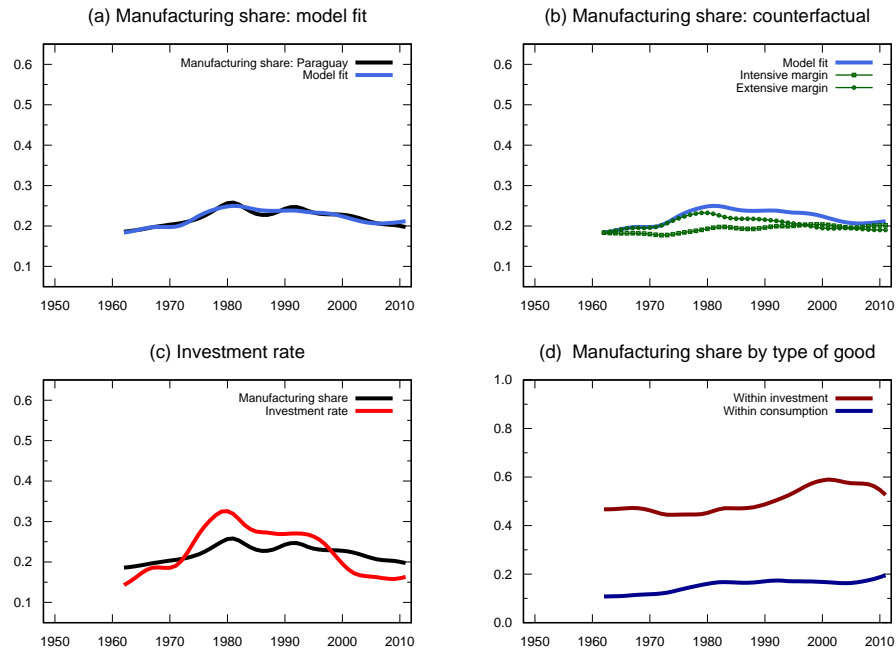 (a) Manufacturing share: model fit
0.6
0.5
0.4
0.3
0.2
0.1
1950 1960 1970 1980 1990 2000 2010
Manufacturing share: Paraguay
Model fit
(b) Manufacturing share: counterfactual
0.6
0.5
0.4
0.3
0.2
0.1
1950 1960 1970 1980 1990 2000 2010
Model fit
Intensive margin
Extensive margin
(c) Investment rate
0.6
0.5
0.4
0.3
0.2
0.1
1950 1960 1970 1980 1990 2000 2010
Manufacturing share
Investment rate
(d) Manufacturing share by type of good
1.0
0.8
0.6
0.4
0.2
0.0
1950 1960 1970 1980 1990 2000 2010
Within investment
Within consumption